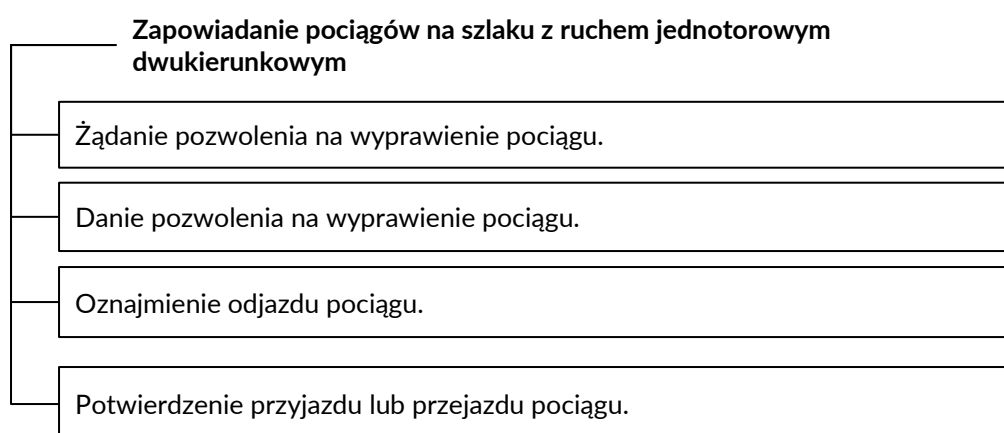 Zapowiadanie pociągów na szlaku z ruchem jednotorowym
dwukierunkowym
Żądanie pozwolenia na wyprawienie pociągu.
Danie pozwolenia na wyprawienie pociągu.
Oznajmienie odjazdu pociągu.
Potwierdzenie przyjazdu lub przejazdu pociągu.